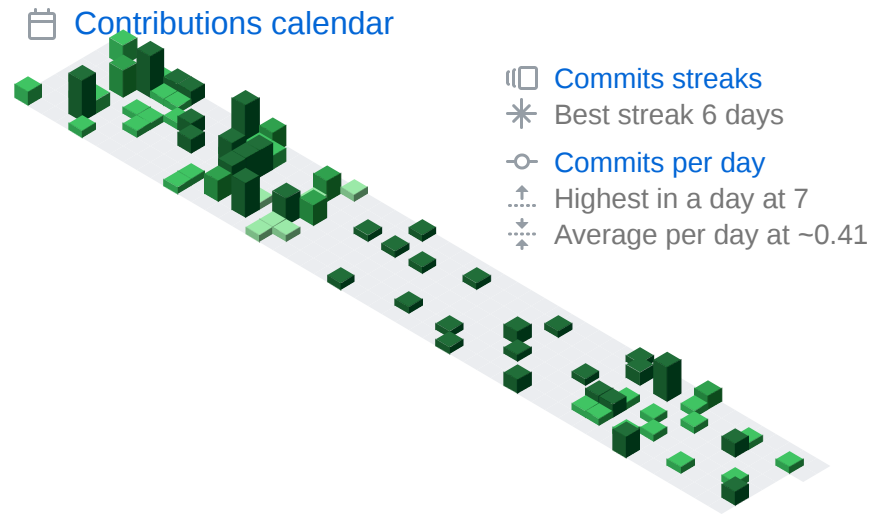 Contributions calendar
Commits streaks
Best streak 6 days
Commits per day
Highest in a day at 7
Average per day at ~0.41